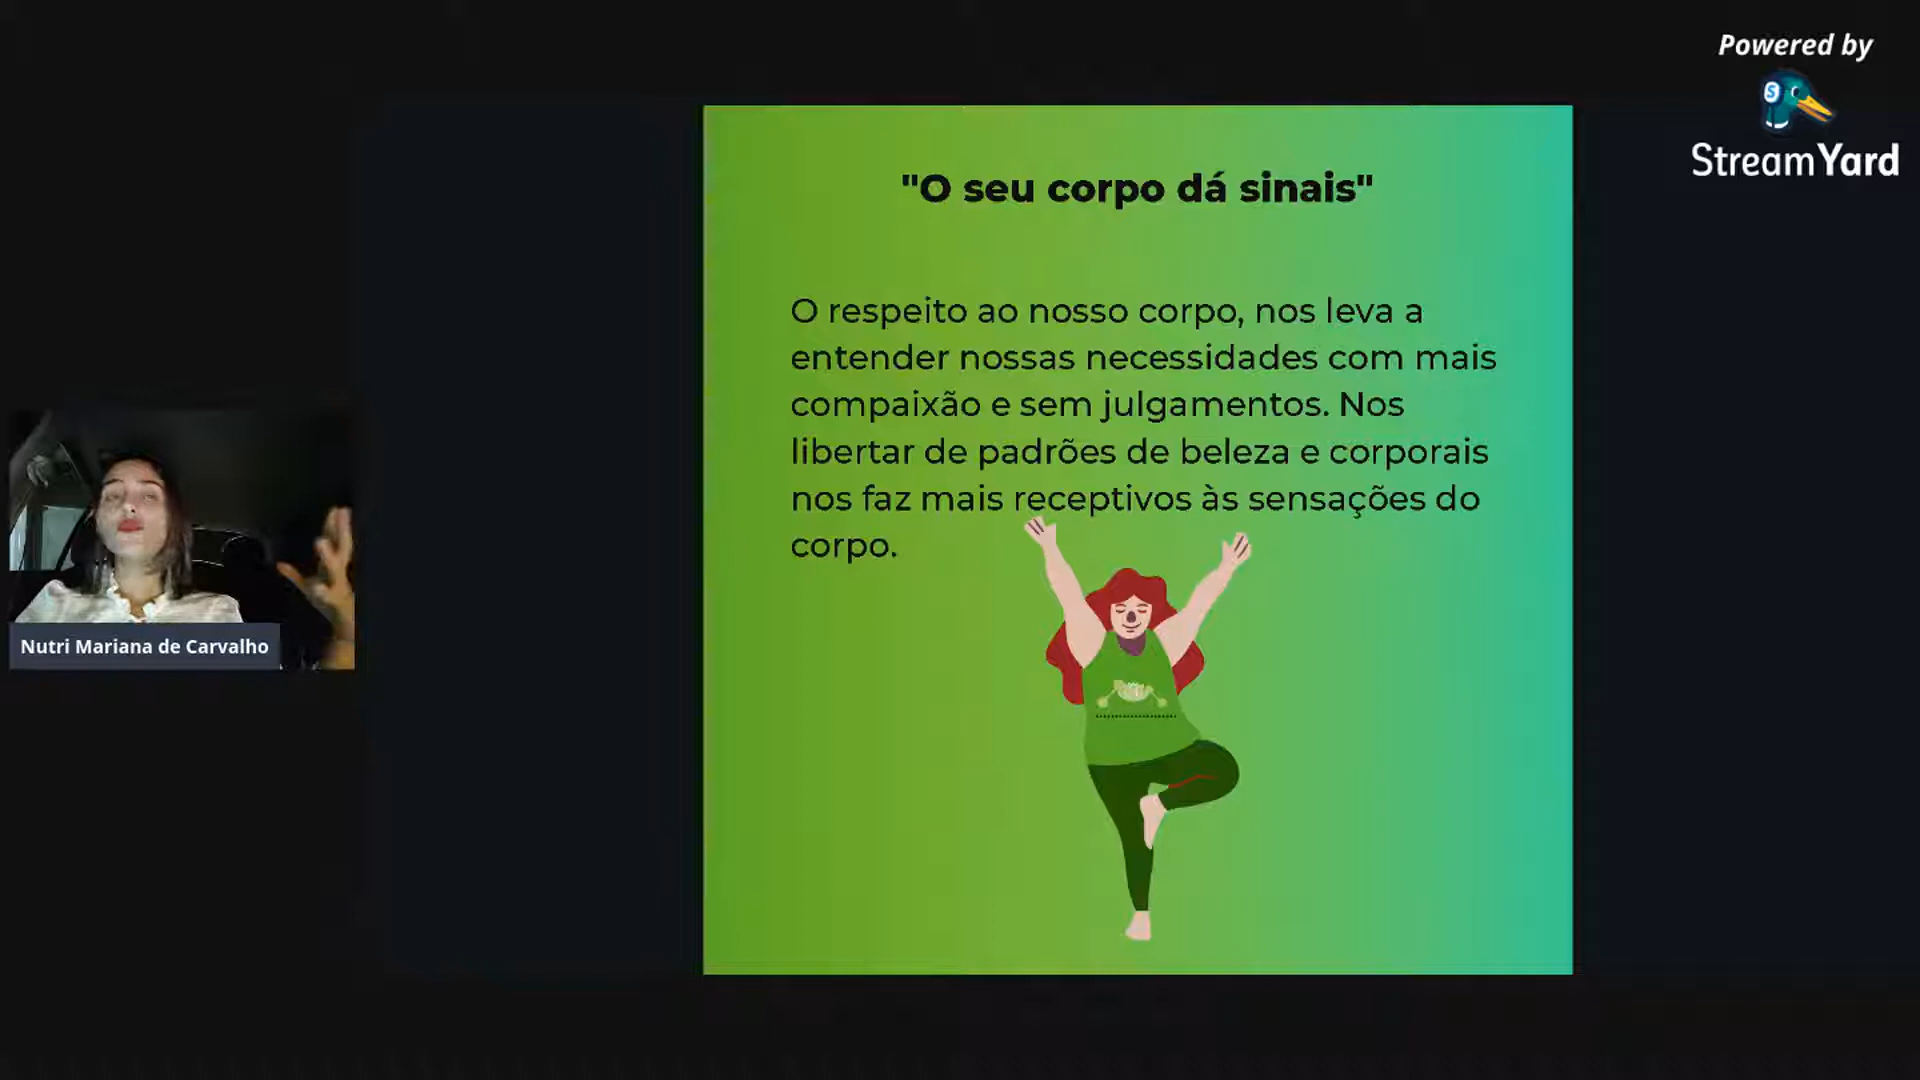 Powered by
StreamYard
"O seu corpo dá sinais"
O respeito ao nosso corpo, nos leva a
entender nossas necessidades com mais
compaixão e sem julgamentos. Nos
libertar de padrões de beleza e corporais
nos faz mais receptivos às sensações do
corpo.
Nutri Mariana de Carvalho